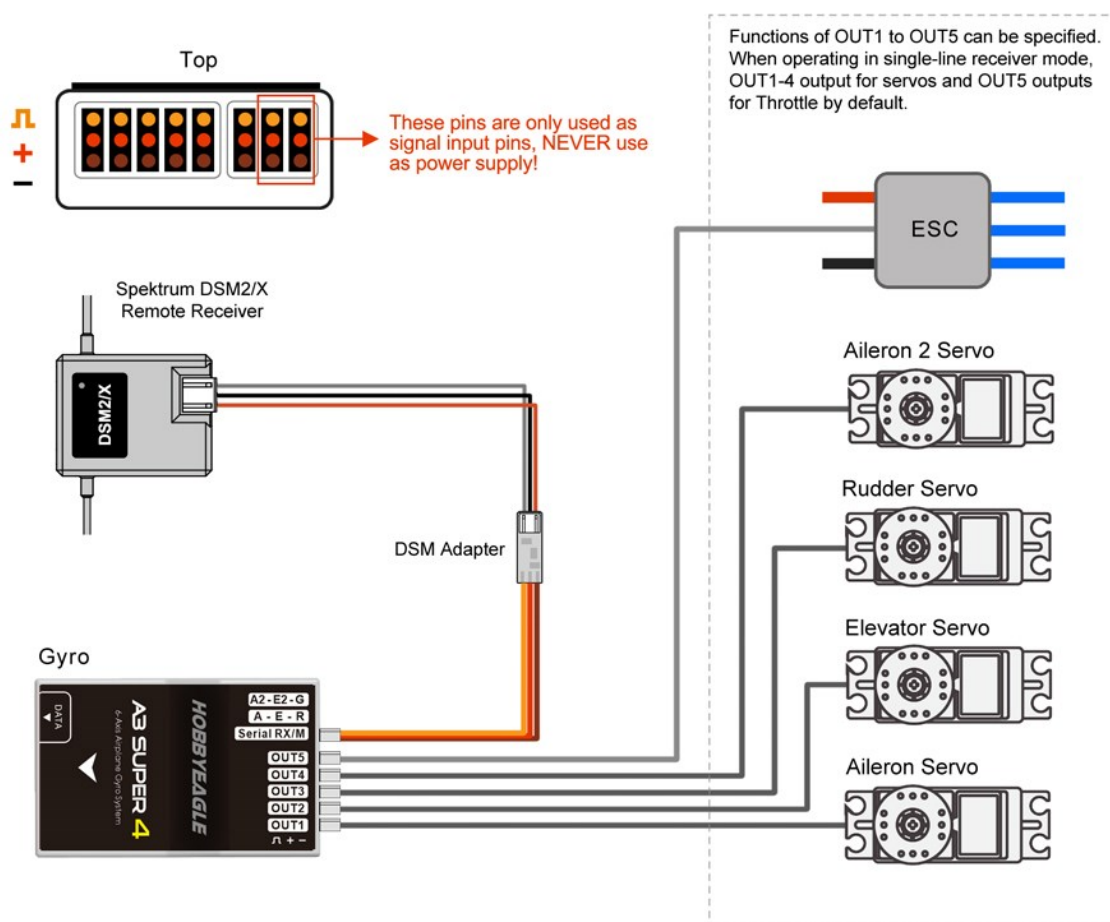 Functions of OUT1 to OUT5 can be specified.
When operating in single-line receiver mode,
OUT1-4 output for servos and OUT5 outputs
for Throttle by default.
Top
+
−
These pins are only used as
signal input pins, NEVER use
as power supply!
ESC
Spektrum DSM2/X
Remote Receiver
DSM2/X
Aileron 2 Servo
Rudder Servo
DSM Adapter
Elevator Servo
Gyro
DATA
A3 SUPER 4
6-Axis Airplane Gyro System
HOBBYEAGLE
A2-E2-G
A - E - R
Serial RX/M
OUT5
OUT4
OUT3
OUT2
OUT1
+ −
Aileron Servo